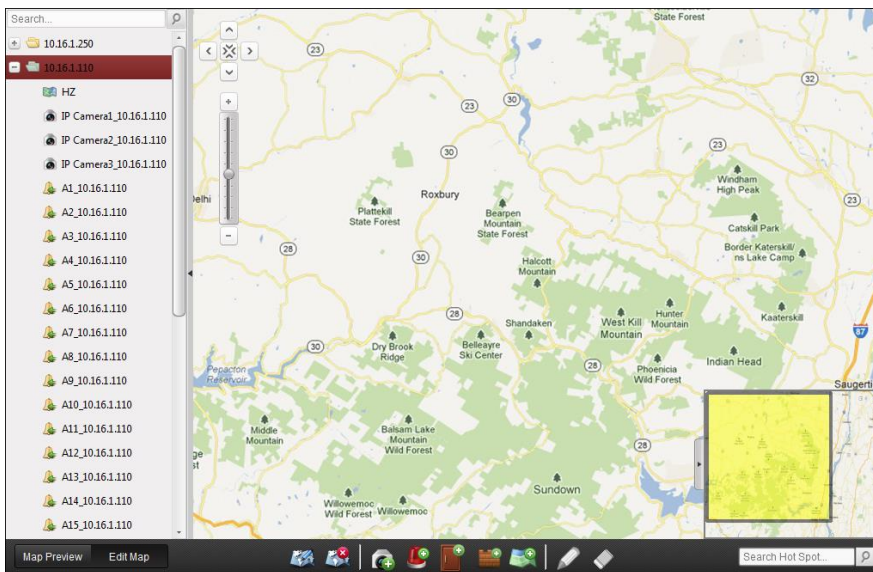 Search...
10.16.1.250
10.16.1.110
HZ
IP Camera1_10.16.1.110
IP Camera2_10.16.1.110
IP Camera3_10.16.1.110
A1_10.16.1.110
A2_10.16.1.110
A3_10.16.1.110
A4_10.16.1.110
A5_10.16.1.110
A6_10.16.1.110
A7_10.16.1.110
A8_10.16.1.110
A9_10.16.1.110
A10_10.16.1.110
A11_10.16.1.110
A12_10.16.1.110
A13_10.16.1.110
A14_10.16.1.110
A15_10.16.1.110
Map Preview
Edit Map
State Forest
23
32
23
30
23
30
Windham
High Peak
Roxbury
elhi
23
Plattekill
State Forest
Bearpen
Mountain
State Forest
Catskill Park
28
Border Katerskill/
ns Lake Camp
30
Halcott
Mountain
28
Shandaken
West Kill
Mountain
Hunter
Mountain
Kaaterskill
87
30
Dry Brook
Ridge
Belleayre
Ski Center
28
Phoenicia
Wild Forest
Indian Head
Pepacton
Reservoir
Saugerti
Middle
Mountain
Balsam Lake
Mountain
Wild Forest
28
ge
st
Sundown
Willowemoc
Wild Forest
Willowemoc
Search Hot Spot...